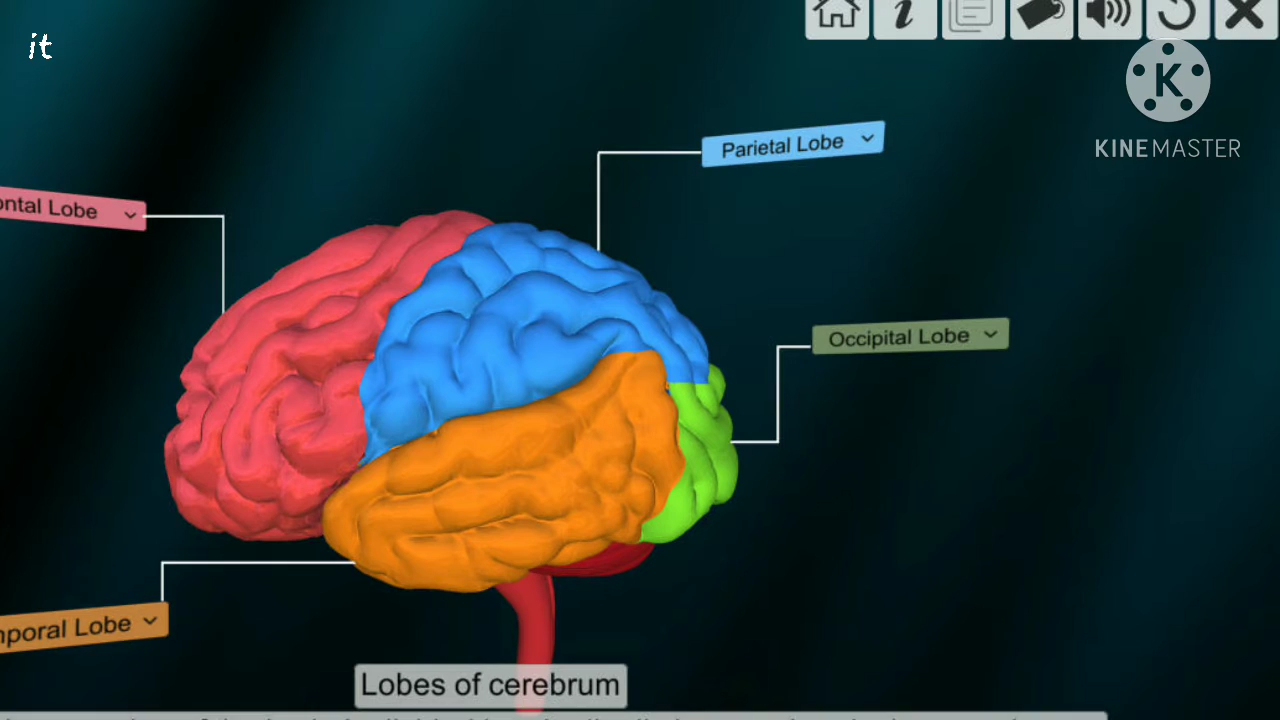 it
K
KINEMASTER
Parietal Lobe
ontal Lobe
Occipital Lobe
nporal Lobe
Lobes of cerebrum